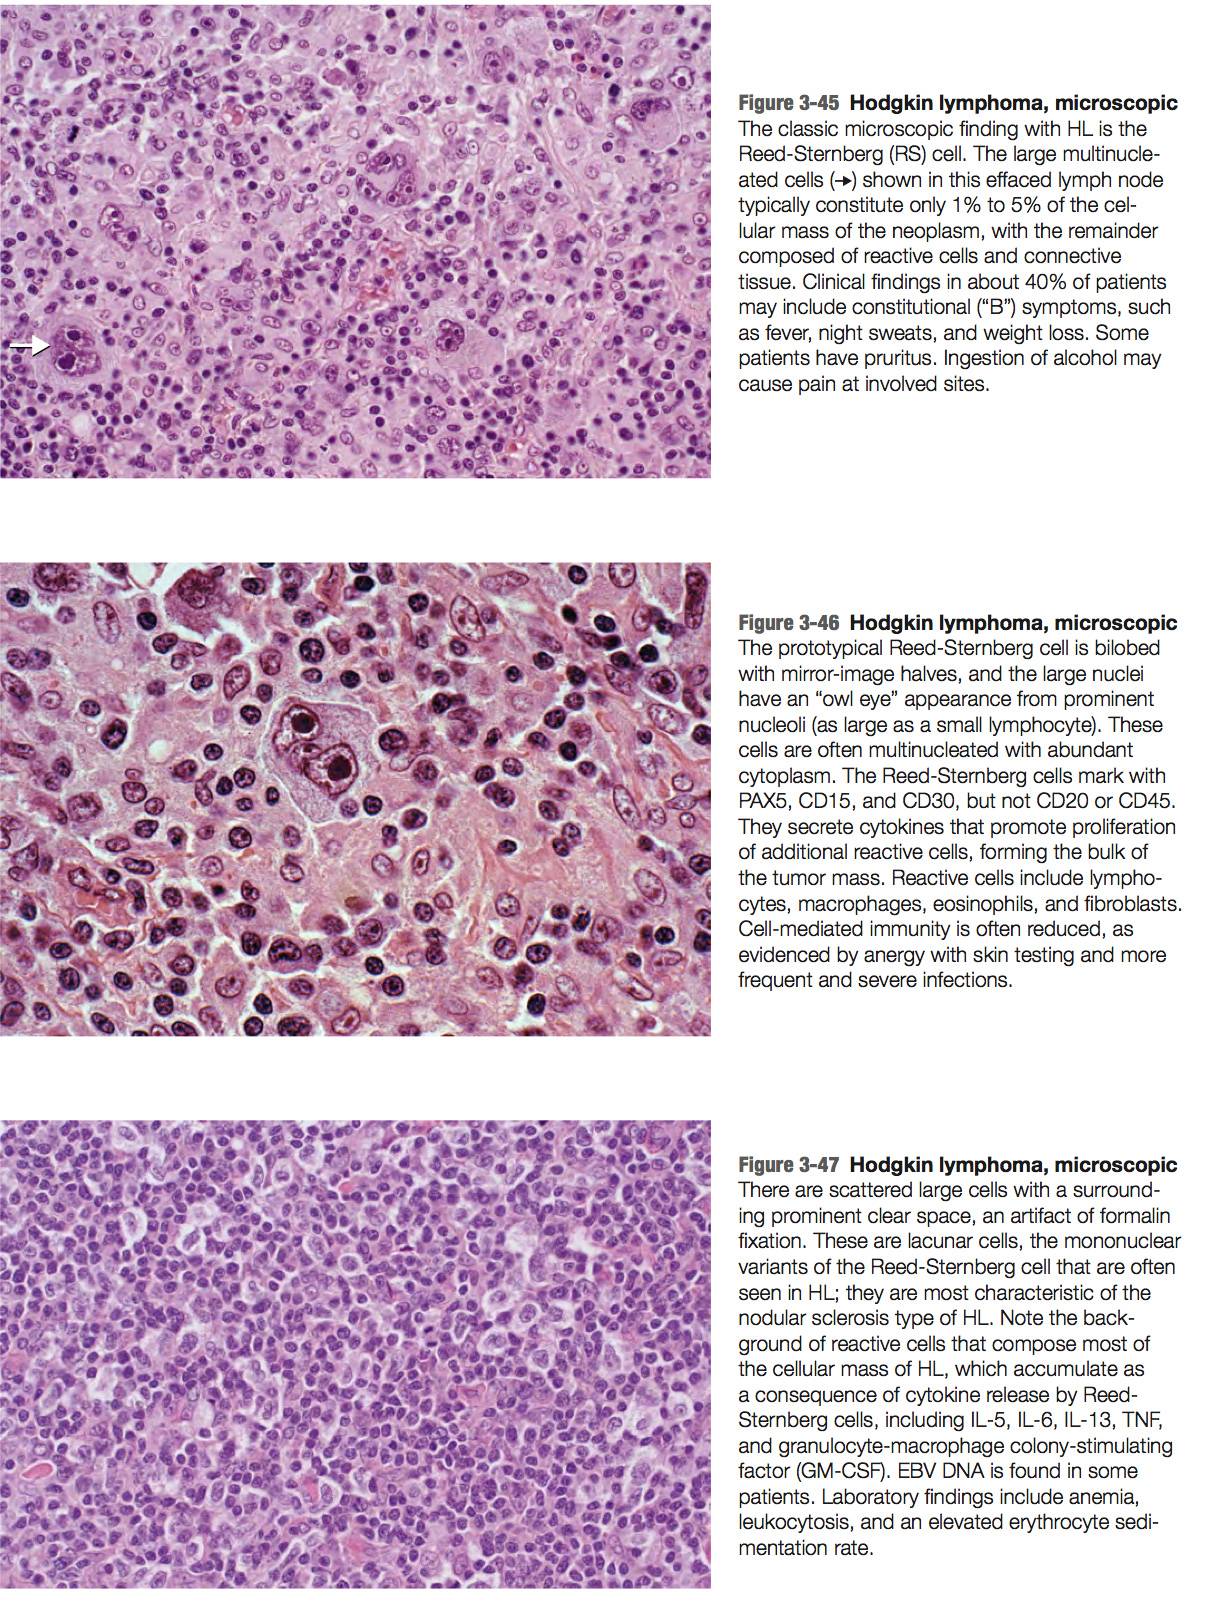 Figure 3-45 Hodgkin lymphoma, microscopic
The classic microscopic finding with HL is the
Reed-Sternberg (RS) cell. The large multinucle-
ated cells (→) shown in this effaced lymph node
typically constitute only 1% to 5% of the cel-
lular mass of the neoplasm, with the remainder
composed of reactive cells and connective
tissue. Clinical findings in about 40% of patients
may include constitutional (“B”) symptoms, such
as fever, night sweats, and weight loss. Some
patients have pruritus. Ingestion of alcohol may
cause pain at involved sites.
Figure 3-46 Hodgkin lymphoma, microscopic
The prototypical Reed-Sternberg cell is bilobed
with mirror-image halves, and the large nuclei
have an “owl eye” appearance from prominent
nucleoli (as large as a small lymphocyte). These
cells are often multinucleated with abundant
cytoplasm. The Reed-Sternberg cells mark with
PAX5, CD15, and CD30, but not CD20 or CD45.
They secrete cytokines that promote proliferation
of additional reactive cells, forming the bulk of
the tumor mass. Reactive cells include lympho-
cytes, macrophages, eosinophils, and fibroblasts.
Cell-mediated immunity is often reduced, as
evidenced by anergy with skin testing and more
frequent and severe infections.
Figure 3-47 Hodgkin lymphoma, microscopic
There are scattered large cells with a surround-
ing prominent clear space, an artifact of formalin
fixation. These are lacunar cells, the mononuclear
variants of the Reed-Sternberg cell that are often
seen in HL; they are most characteristic of the
nodular sclerosis type of HL. Note the back-
ground of reactive cells that compose most of
the cellular mass of HL, which accumulate as
a consequence of cytokine release by Reed-
Sternberg cells, including IL-5, IL-6, IL-13, TNF,
and granulocyte-macrophage colony-stimulating
factor (GM-CSF). EBV DNA is found in some
patients. Laboratory findings include anemia,
leukocytosis, and an elevated erythrocyte sedi-
mentation rate.